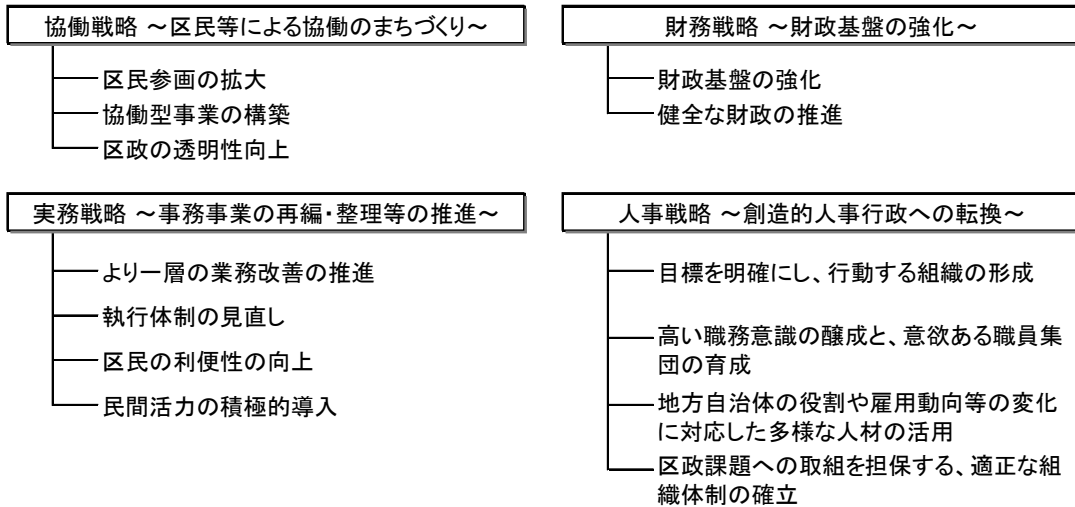 協働戦略 ～区民等による協働のまちづくり～
区民参画の拡大
協働型事業の構築
区政の透明性向上
財務戦略 ～財政基盤の強化～
財政基盤の強化
健全な財政の推進
実務戦略 ～事務事業の再編・整理等の推進～
より一層の業務改善の推進
執行体制の見直し
区民の利便性の向上
民間活力の積極的導入
人事戦略 ～創造的人事行政への転換～
目標を明確にし、行動する組織の形成
高い職務意識の醸成と、意欲ある職員集
団の育成
地方自治体の役割や雇用動向等の変化
に対応した多様な人材の活用
区政課題への取組を担保する、適正な組
織体制の確立